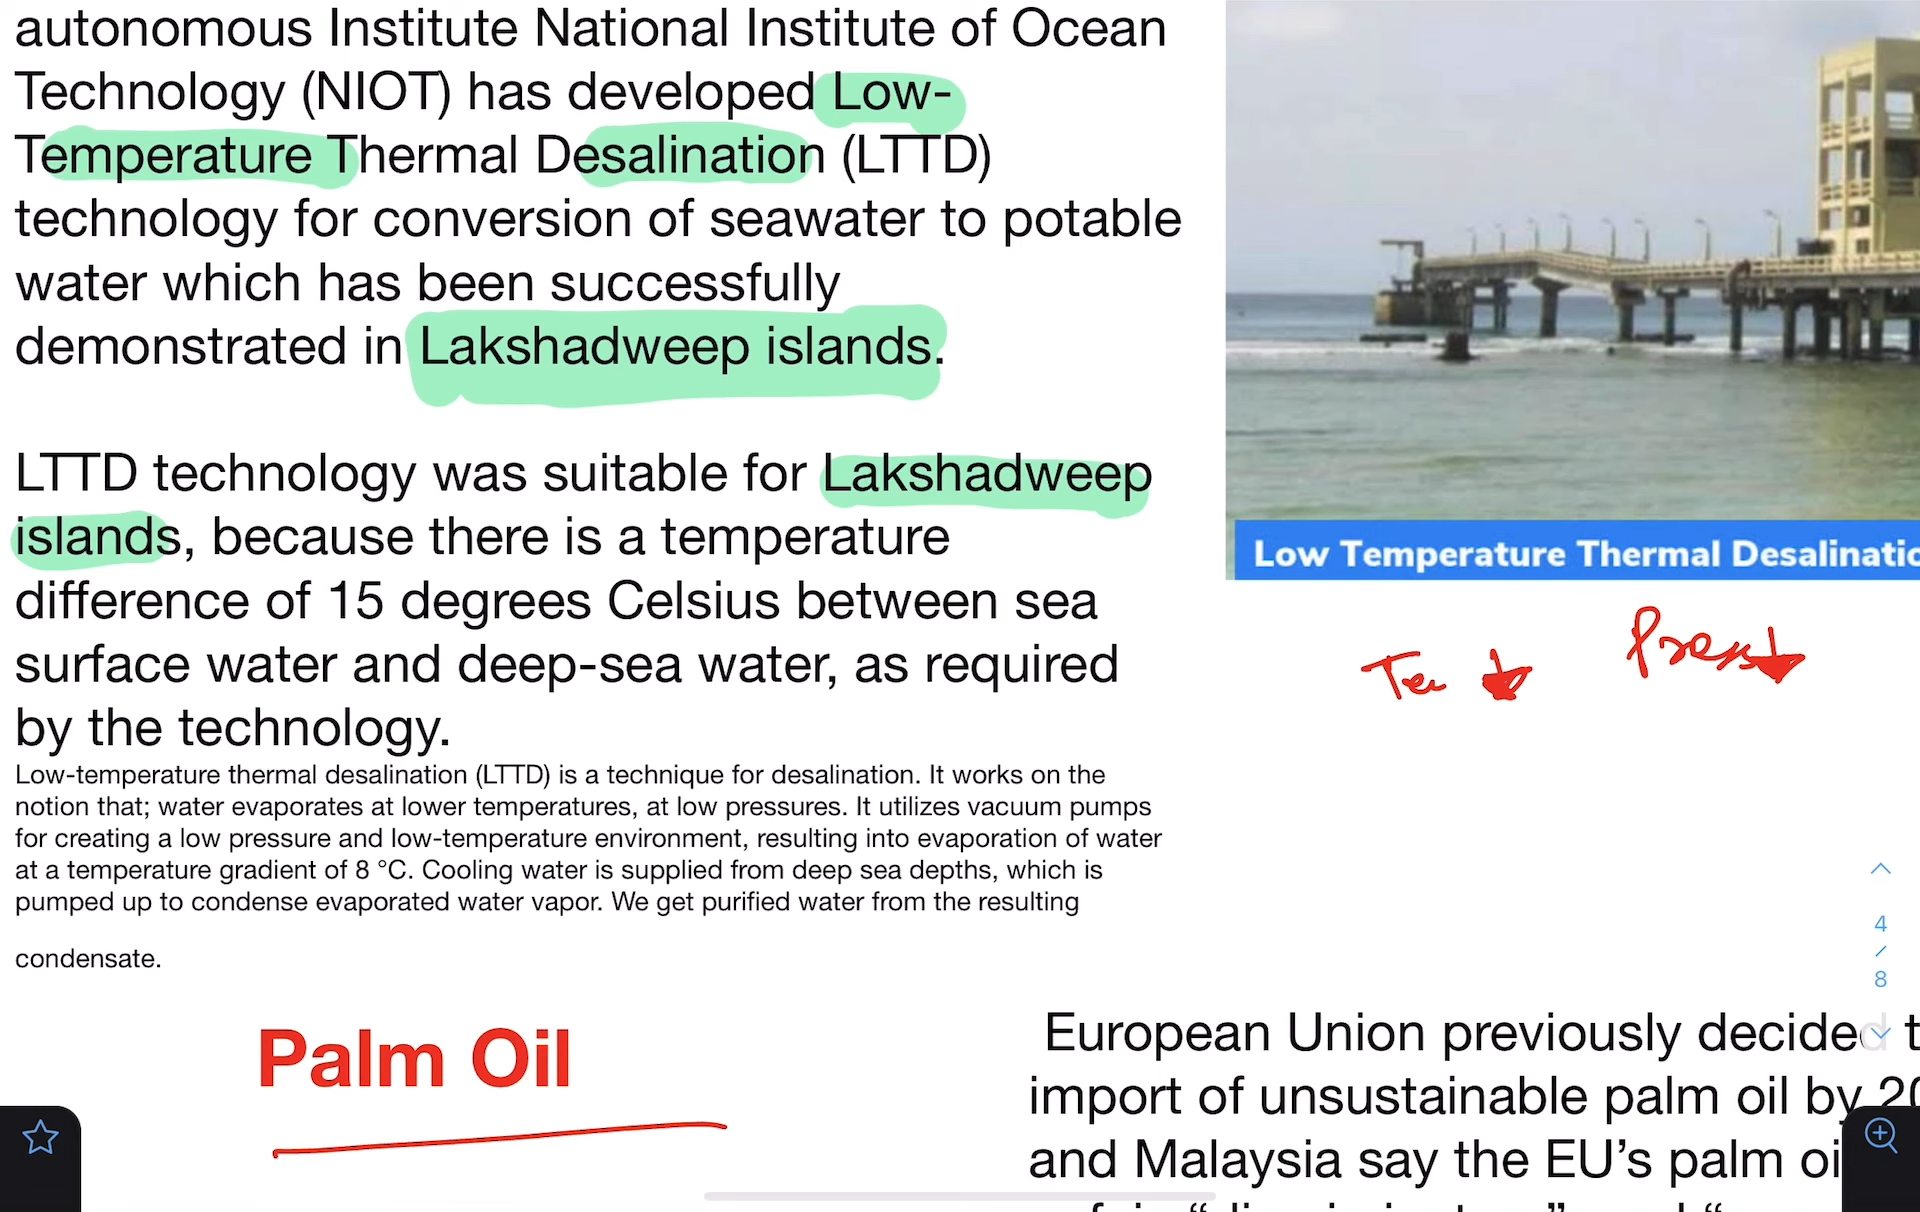 autonomous Institute National Institute of Ocean
Technology (NIOT) has developed Low-
Temperature Thermal Desalination (LTTD)
technology for conversion of seawater to potable
water which has been successfully
demonstrated in Lakshadweep islands.
LTTD technology was suitable for Lakshadweep
islands, because there is a temperature
difference of 15 degrees Celsius between sea
surface water and deep-sea water, as required
by the technology.
Low-temperature thermal desalination (LTTD) is a technique for desalination. It works on the
notion that; water evaporates at lower temperatures, at low pressures. It utilizes vacuum pumps
for creating a low pressure and low-temperature environment, resulting into evaporation of water
at a temperature gradient of 8 °C. Cooling water is supplied from deep sea depths, which is
pumped up to condense evaporated water vapor. We get purified water from the resulting
condensate.
Low Temperature Thermal Desalinatio
Palm Oil
European Union previously decided t
import of unsustainable palm oil by 20
and Malaysia say the EU's palm oi
4
/
8